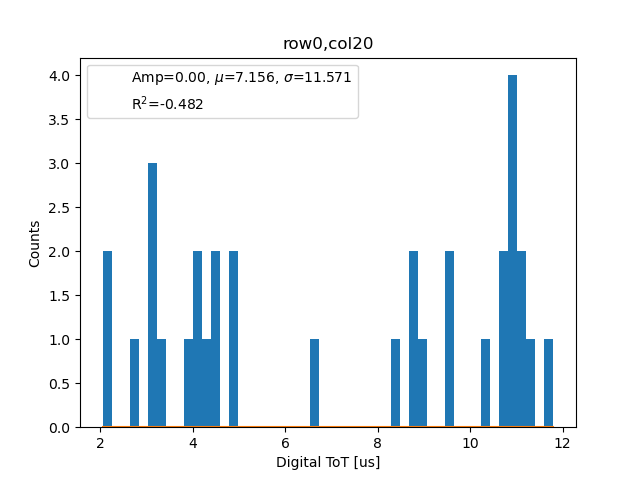 row0,col20
Amp=0.00, μ=7.156, σ=11.571
R²=-0.482
4.0
3.5
3.0
2.5
2.0
1.5
1.0
0.5
0.0
Counts
2 4 6 8 10 12
Digital ToT [us]